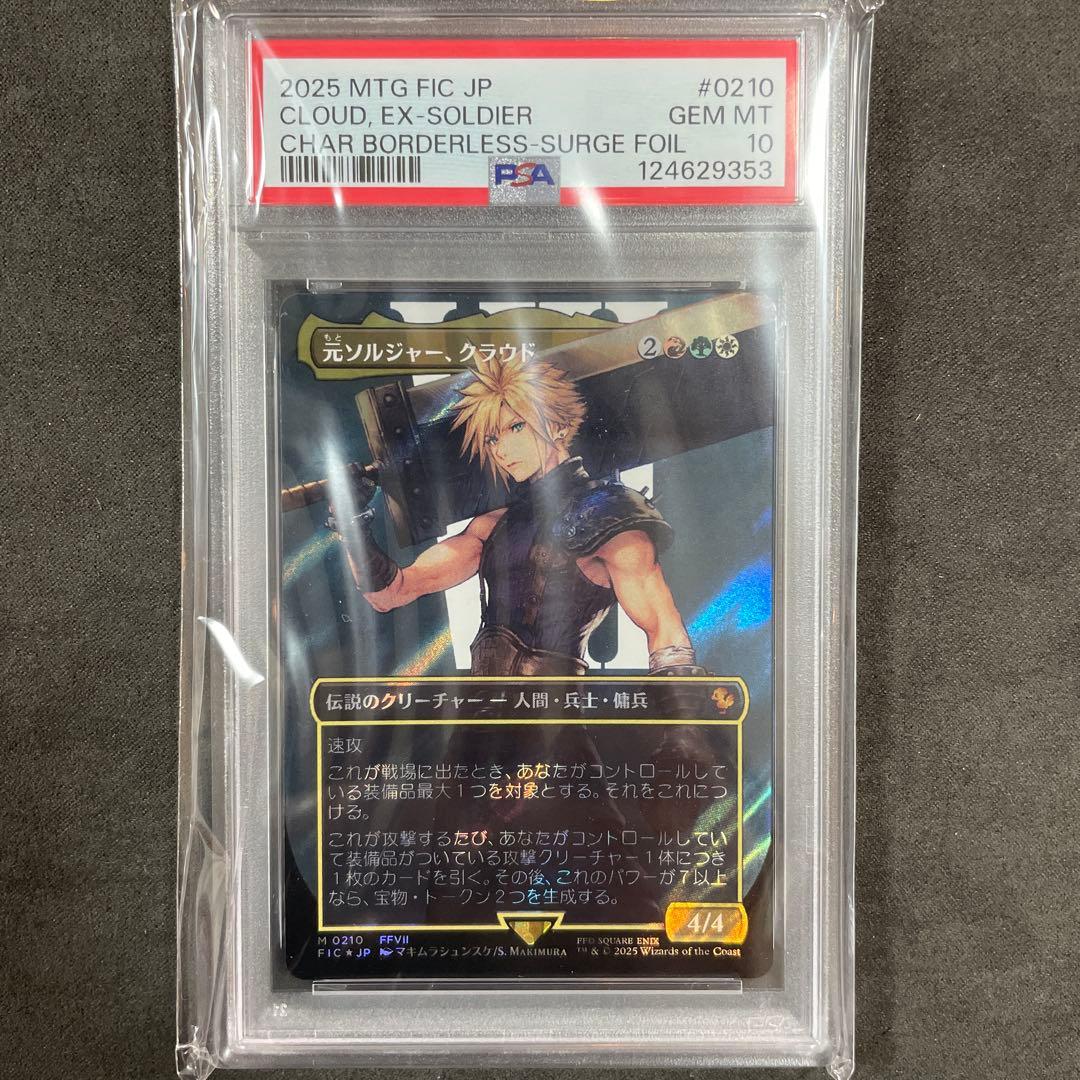 2025 MTG FIC JP #0210
CLOUD, EX-SOLDIER GEM MT
CHAR BORDERLESS-SURGE FOIL 10
PSA 124629353
もと
元ソルジャー、クラウド 2
伝説のクリーチャー — 人間・兵士・傭兵
速攻
これが戦場に出たとき、あなたがコントロールして
いる装備品最大1つを対象とする。それをこれにつ
ける。
これが攻撃するたび、あなたがコントロールしてい
て装備品がついている攻撃クリーチャー1体につき
1枚のカードを引く。その後、これのパワーが7以上
なら、宝物・トークン2つを生成する。
4/4
M 0210 FFVII
FIC★JP マキムラシュンスケ/S. MAKIMURA
FFD SQUARE ENIX
™ & © 2025 Wizards of the Coast